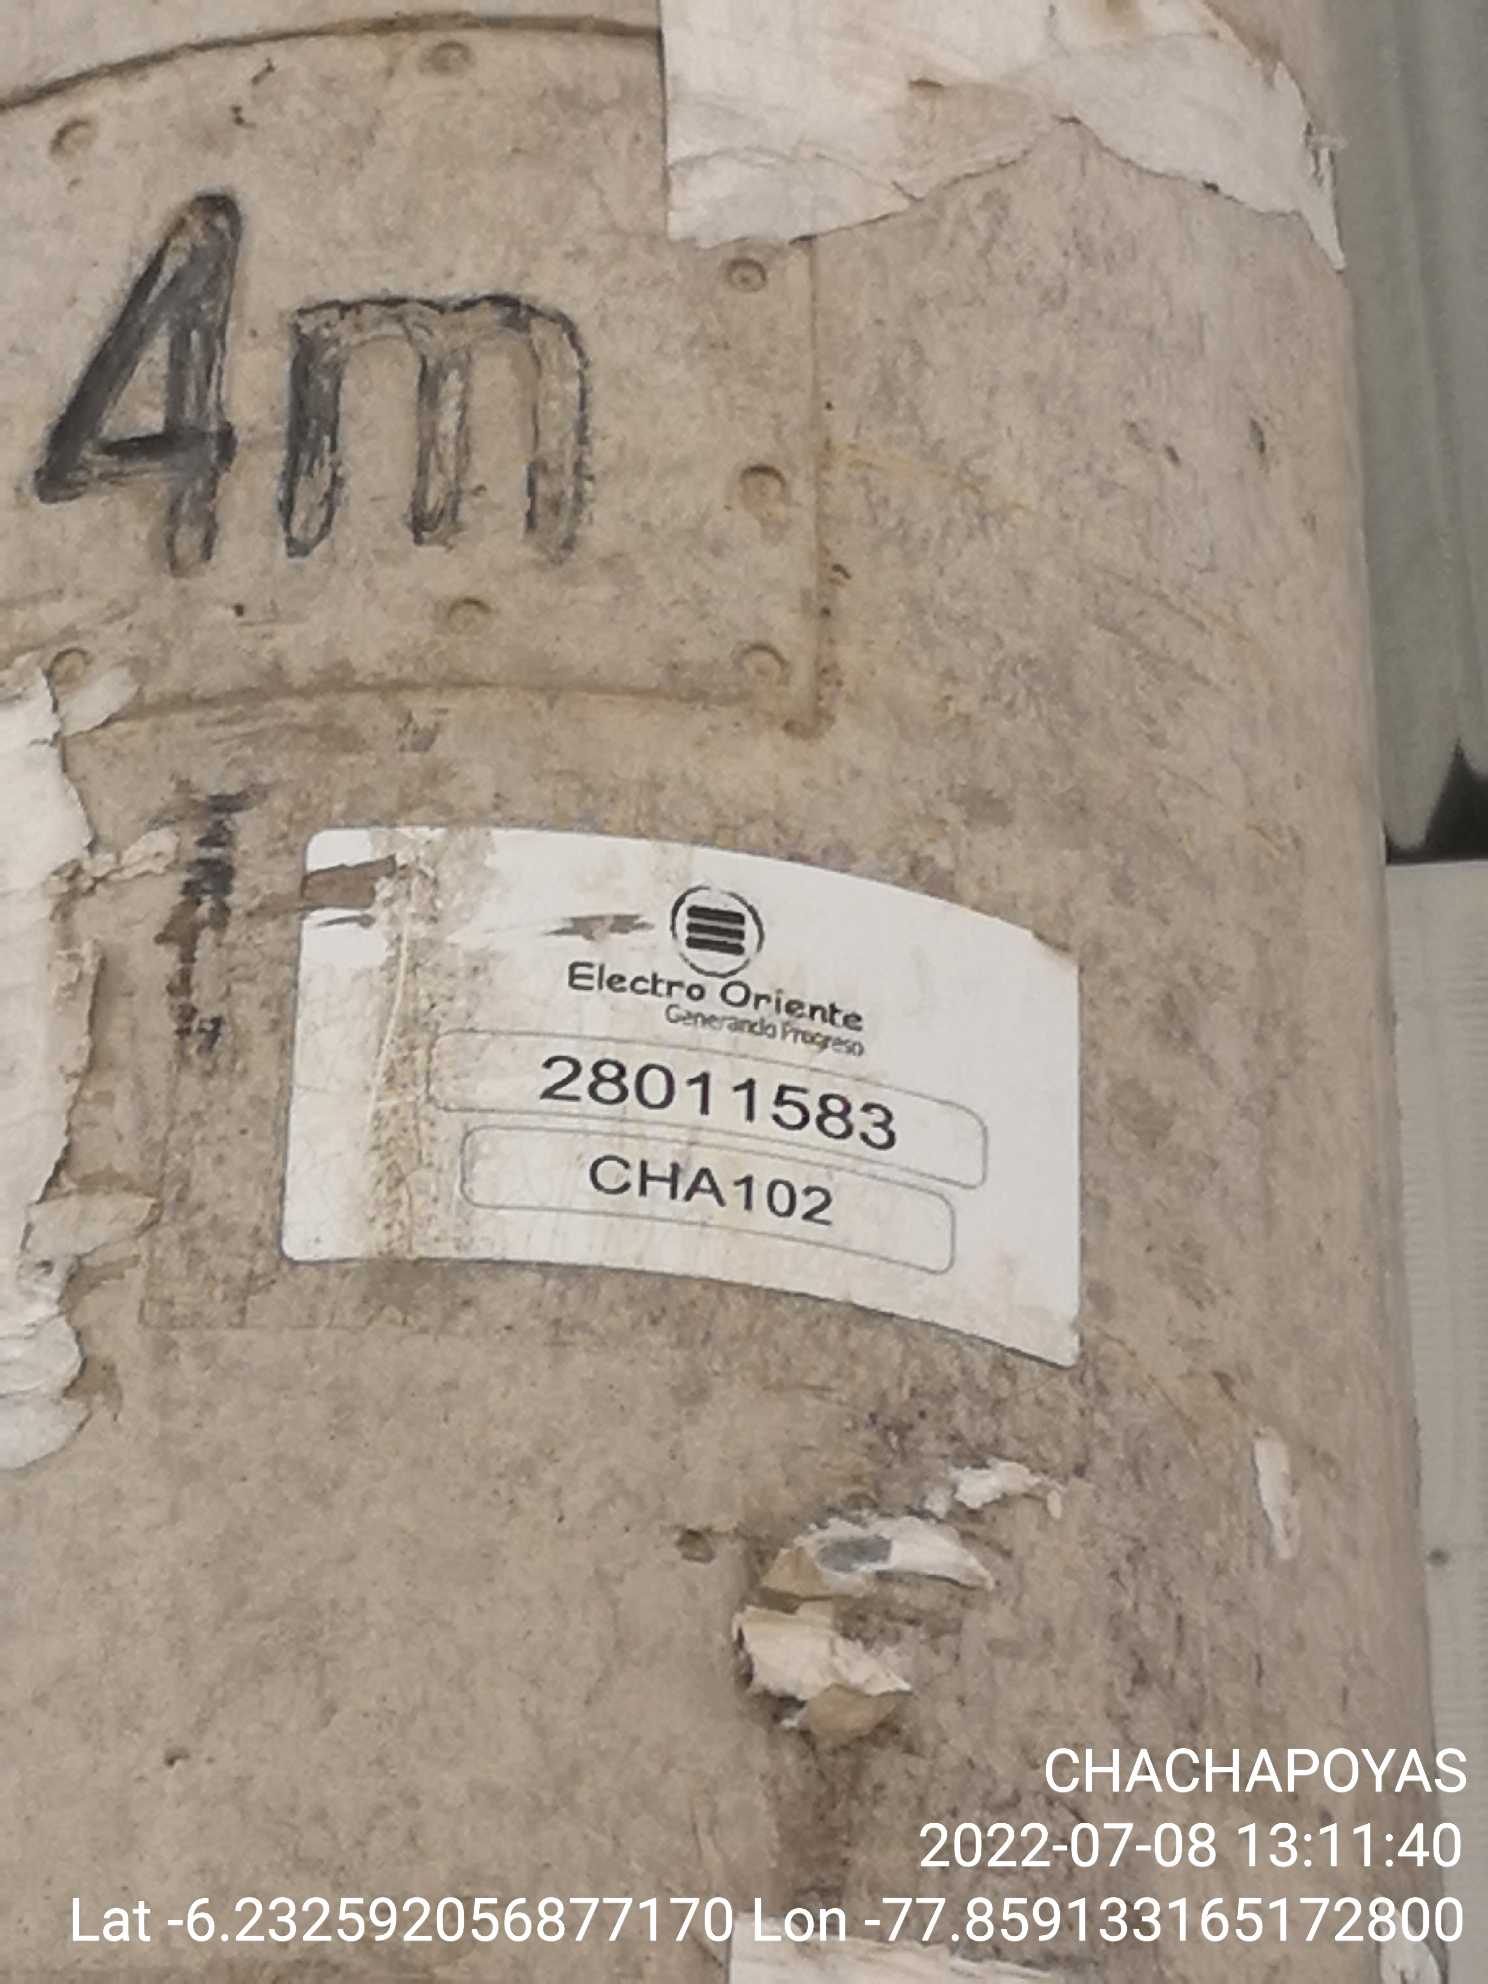 4m
Electro Oriente
Generando Progreso
28011583
CHA102
CHACHAPOYAS
2022-07-08 13:11:40
Lat -6.232592056877170 Lon -77.859133165172800